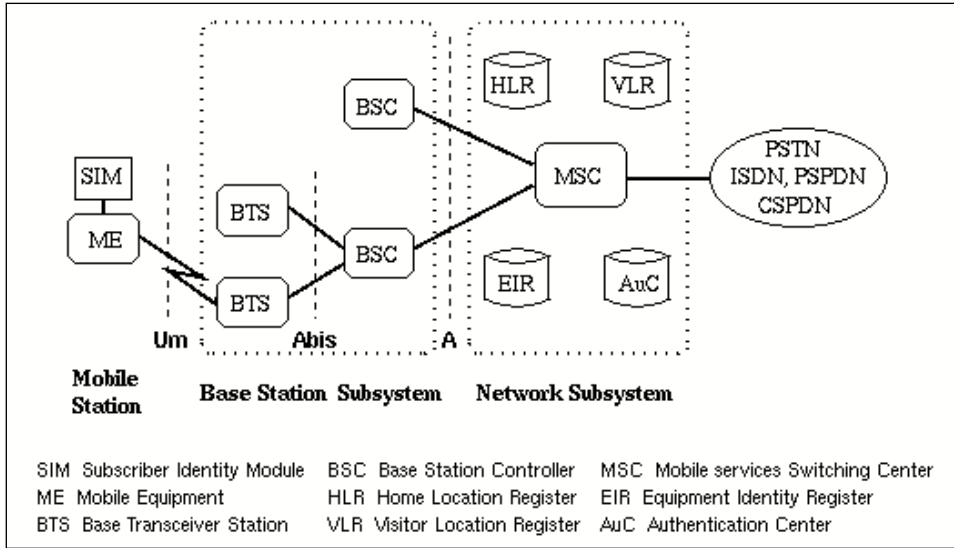 HLR VLR
BSC
PSTN
ISDN, PSPDN
CSPDN
MSC
SIM
BTS
ME
BSC
BTS
EIR AuC
Um Abis A
Mobile
Station
Base Station Subsystem
Network Subsystem
SIM Subscriber Identity Module BSC Base Station Controller MSC Mobile services Switching Center
ME Mobile Equipment HLR Home Location Register EIR Equipment Identity Register
BTS Base Transceiver Station VLR Visitor Location Register AuC Authentication Center